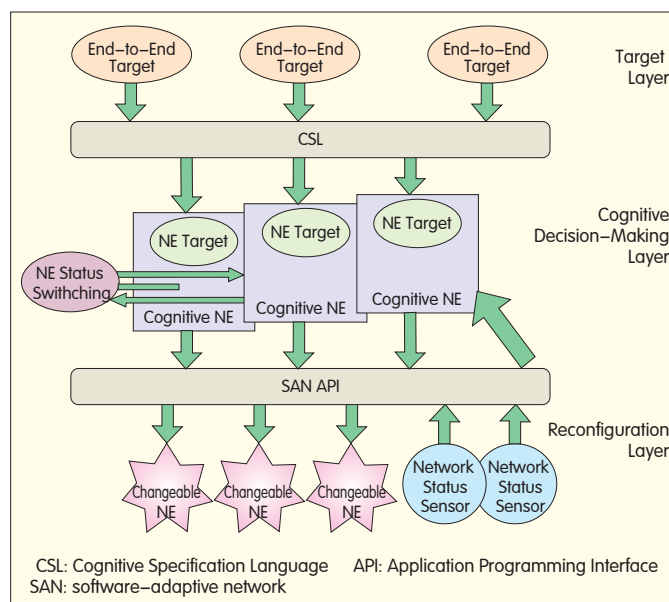 End–to–End
Target
End–to–End
Target
End–to–End
Target
Target
Layer
CSL
NE Target
NE Target
NE Target
Cognitive
Decision–Making
Layer
NE Status
Swithching
Cognitive NE
Cognitive NE
Cognitive NE
SAN API
Reconfiguration
Layer
Changeable
NE
Changeable
NE
Changeable
NE
Network
Status
Sensor
Network
Status
Sensor
CSL: Cognitive Specification Language API: Application Programming Interface
SAN: software–adaptive network